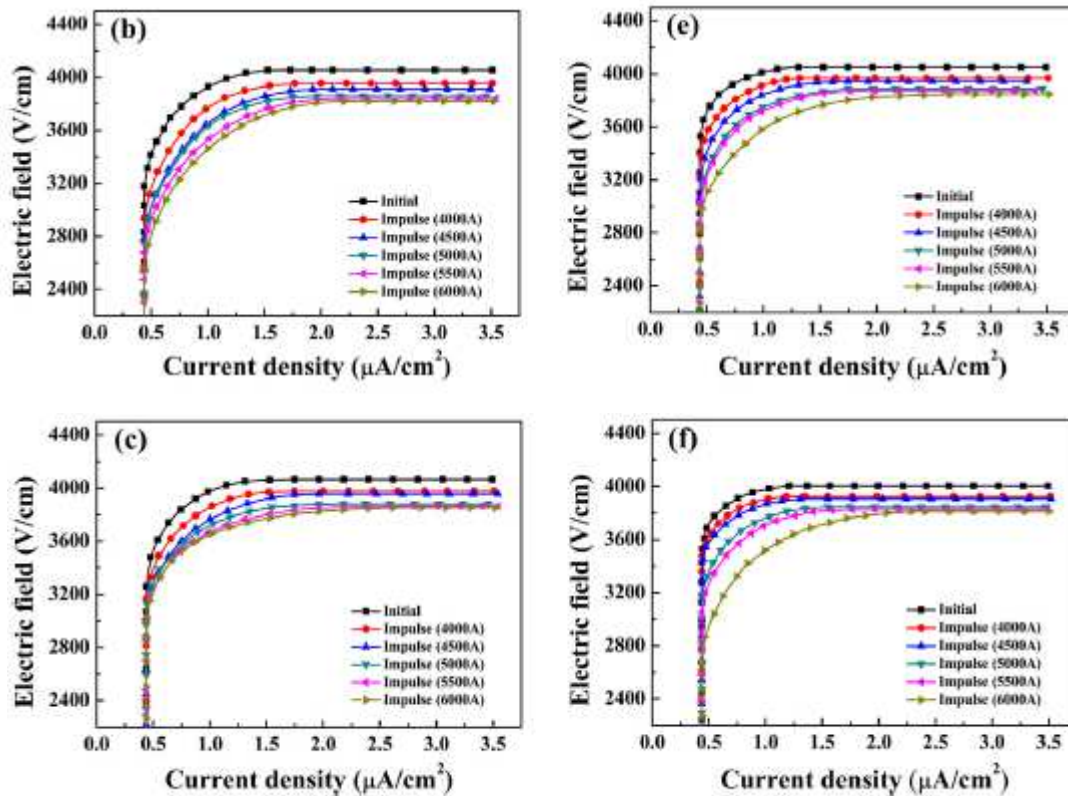 (b)
4400
4000
3600
3200
2800
2400
Electric field (V/cm)
Initial
Impulse (4000A)
Impulse (4500A)
Impulse (5000A)
Impulse (5500A)
Impulse (6000A)
0.0 0.5 1.0 1.5 2.0 2.5 3.0 3.5
Current density (μA/cm²)
(e)
4400
4000
3600
3200
2800
2400
Electric field (V/cm)
Initial
Impulse (4000A)
Impulse (4500A)
Impulse (5000A)
Impulse (5500A)
Impulse (6000A)
0.0 0.5 1.0 1.5 2.0 2.5 3.0 3.5
Current density (μA/cm²)
(c)
4400
4000
3600
3200
2800
2400
Electric field (V/cm)
Initial
Impulse (4000A)
Impulse (4500A)
Impulse (5000A)
Impulse (5500A)
Impulse (6000A)
0.0 0.5 1.0 1.5 2.0 2.5 3.0 3.5
Current density (μA/cm²)
(f)
4400
4000
3600
3200
2800
2400
Electric field (V/cm)
Initial
Impulse (4000A)
Impulse (4500A)
Impulse (5000A)
Impulse (5500A)
Impulse (6000A)
0.0 0.5 1.0 1.5 2.0 2.5 3.0 3.5
Current density (μA/cm²)